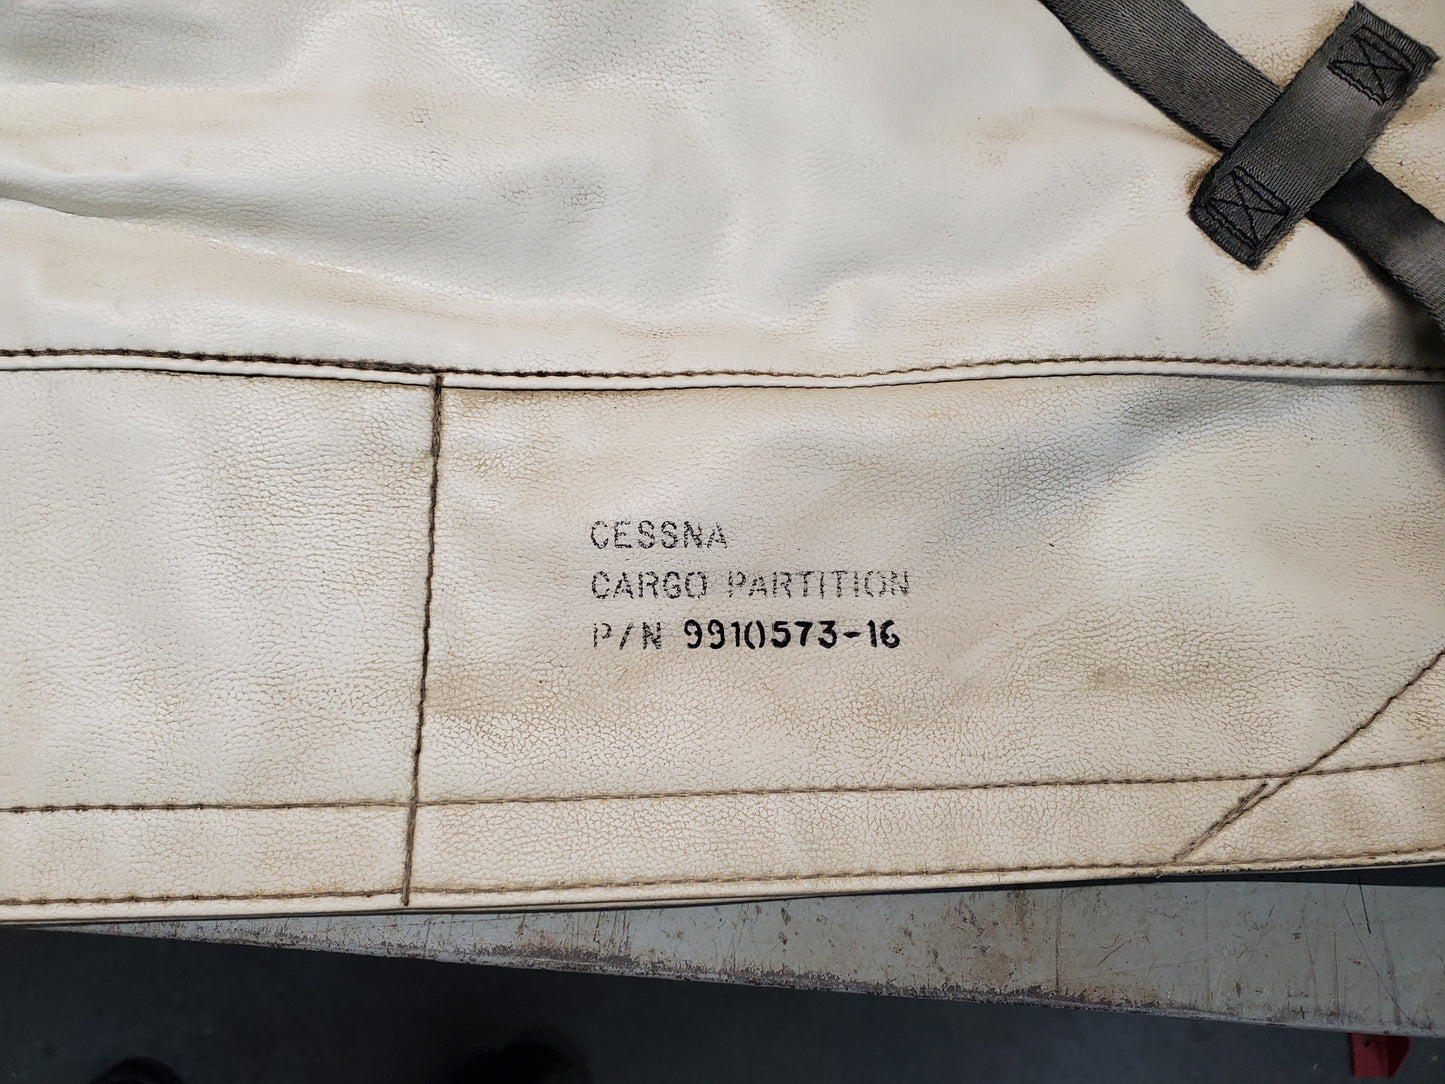 CESSNA
CARGO PARTITION
P/N 9910573-16